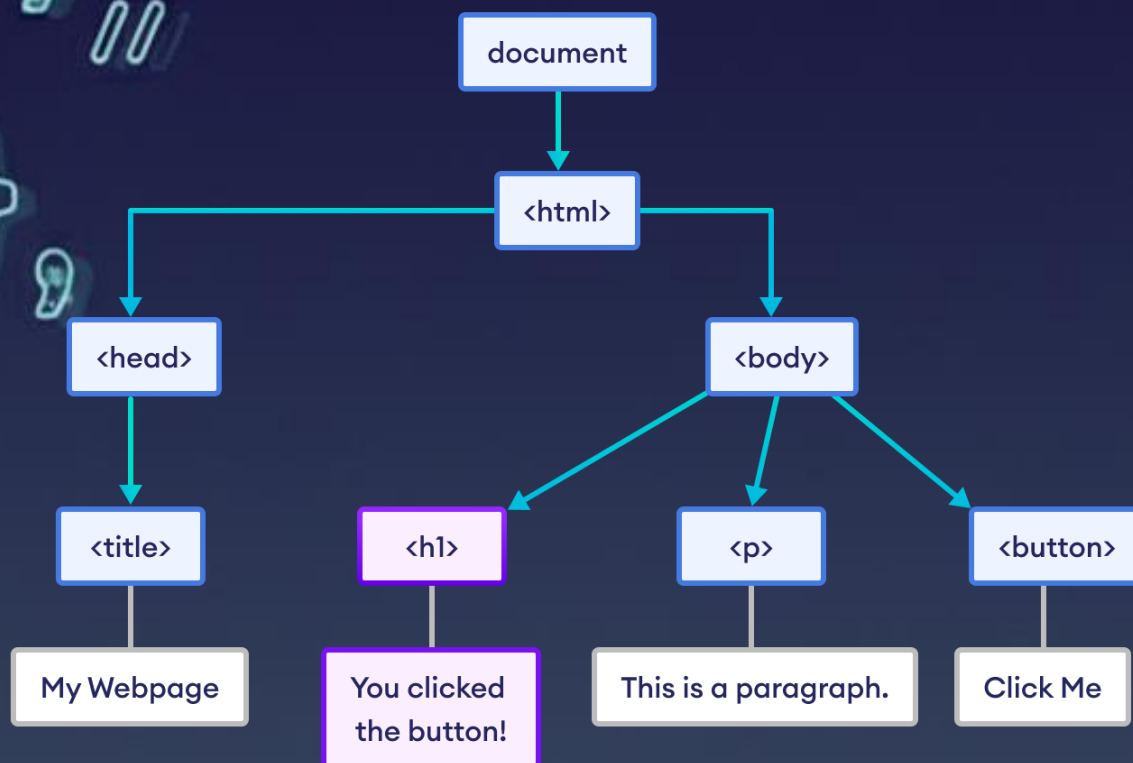 document
<html>
<head>
<body>
<title>
<h1>
<p>
<button>
My Webpage
You clicked
the button!
This is a paragraph.
Click Me